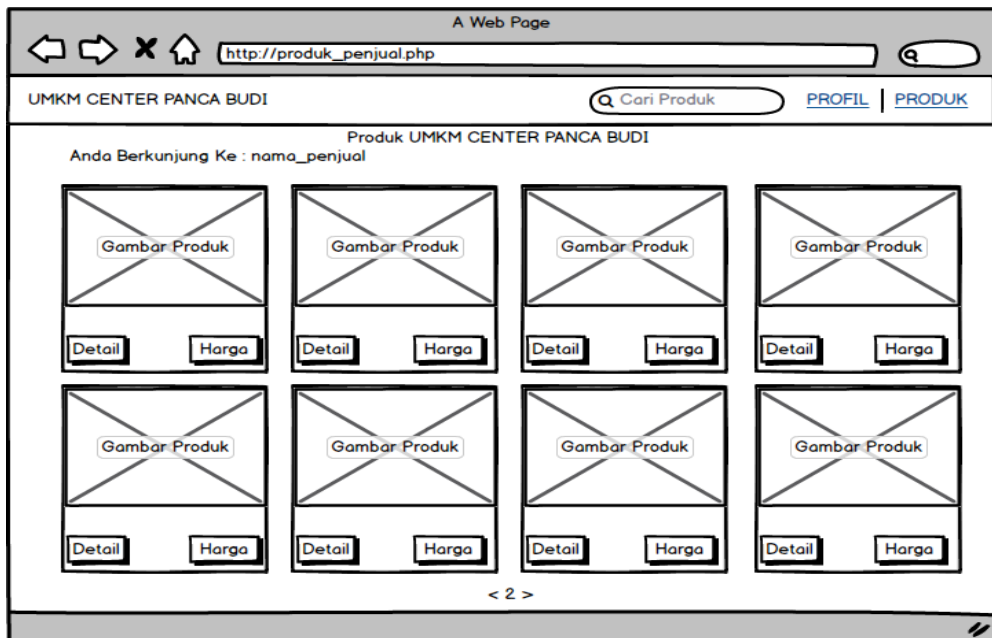 A Web Page
http://produk_penjual.php
UMKM CENTER PANCA BUDI Cari Produk PROFIL PRODUK
Produk UMKM CENTER PANCA BUDI
Anda Berkunjung Ke : nama_penjual
Gambar Produk Gambar Produk Gambar Produk Gambar Produk
Detail Harga Detail Harga Detail Harga Detail Harga
Gambar Produk Gambar Produk Gambar Produk Gambar Produk
Detail Harga Detail Harga Detail Harga Detail Harga
< 2 >